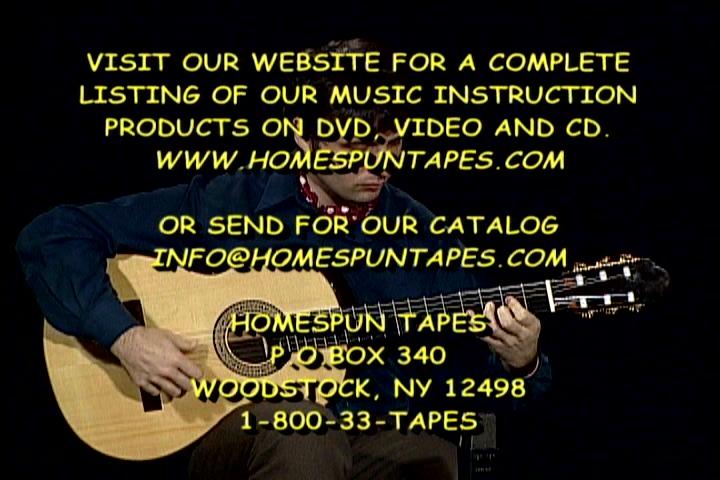 VISIT OUR WEBSITE FOR A COMPLETE
LISTING OF OUR MUSIC INSTRUCTION
PRODUCTS ON DVD, VIDEO AND CD.
WWW.HOMESPUNTAPES.COM
OR SEND FOR OUR CATALOG
INFO@HOMESPUNTAPES.COM
HOMESPUN TAPES
P.O.BOX 340
WOODSTOCK, NY 12498
1-800-33-TAPES